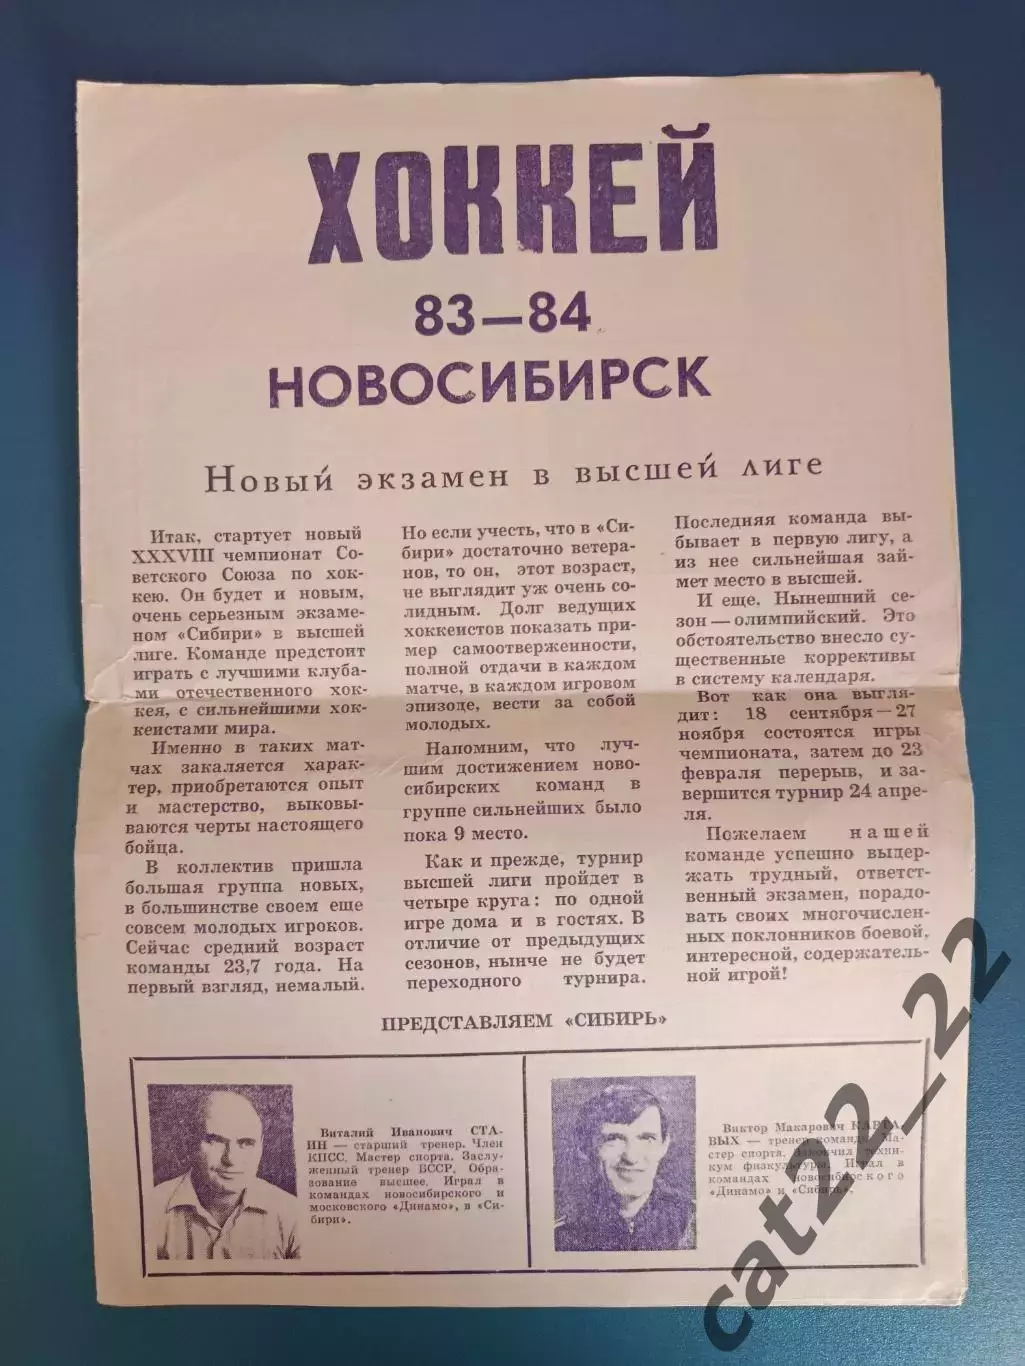 ХОККЕЙ
83—84
НОВОСИБИРСК
Новый экзамен в высшей лиге
Итак, стартует новый
XXXVIII чемпионат Со-
ветского Союза по хок-
кею. Он будет и новым,
очень серьезным экзаме-
ном «Сибири» в высшей
лиге. Команде предстоит
играть с лучшими клуба-
ми отечественного хок-
кея, с сильнейшими хок-
кеистами мира.
Именно в таких мат-
чах закаляется харак-
тер, приобретаются опыт
и мастерство, выковы-
ваются черты настоящего
бойца.
В коллектив пришла
большая группа новых,
в большинстве своем еще
совсем молодых игроков.
Сейчас средний возраст
команды 23,7 года. На
первый взгляд, немалый.
Но если учесть, что в «Си-
бири» достаточно ветера-
нов, то он, этот возраст,
не выглядит уж очень со-
лидным. Долг ведущих
хоккеистов показать при-
мер самоотверженности,
полной отдачи в каждом
матче, в каждом игровом
эпизоде, вести за собой
молодых.
Напомним, что луч-
шим достижением ново-
сибирских команд в
группе сильнейших было
пока 9 место.
Как и прежде, турнир
высшей лиги пройдет в
четыре круга: по одной
игре дома и в гостях. В
отличие от предыдущих
сезонов, нынче не будет
переходного турнира.
Последняя команда вы-
бывает в первую лигу, а
из нее сильнейшая зай-
мет место в высшей.
И еще. Нынешний се-
зон — олимпийский. Это
обстоятельство внесло су-
щественные коррективы
в систему календаря.
Вот как она выгля-
дит: 18 сентября — 27
ноября состоятся игры
чемпионата, затем до 23
февраля перерыв, и за-
вершится турнир 24 апре-
ля.
Пожелаем нашей
команде успешно выдер-
жать трудный, ответст-
венный экзамен, порадо-
вать своих многочислен-
ных поклонников боевой,
интересной, содержатель-
ной игрой!
ПРЕДСТАВЛЯЕМ «СИБИРЬ»
Виталий Иванович СТА-
ИН — старший тренер. Член
КПСС. Мастер спорта. Заслу-
женный тренер БССР. Обра-
зование высшее. Играл в
командах новосибирского и
московского «Динамо», в «Си-
бири».
Виктор Макарович КАРТА-
ВЫХ — тренер команды. Ма-
стер спорта. Закончил техни-
кум физкультуры. Играл в
командах новосибирского
«Динамо» и «Сибирь».
cat22_22